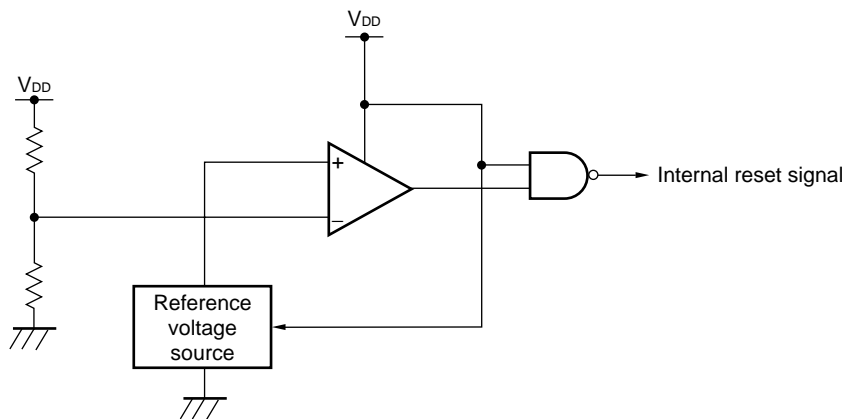 VDD
VDD
+
−
Internal reset signal
Reference
voltage
source